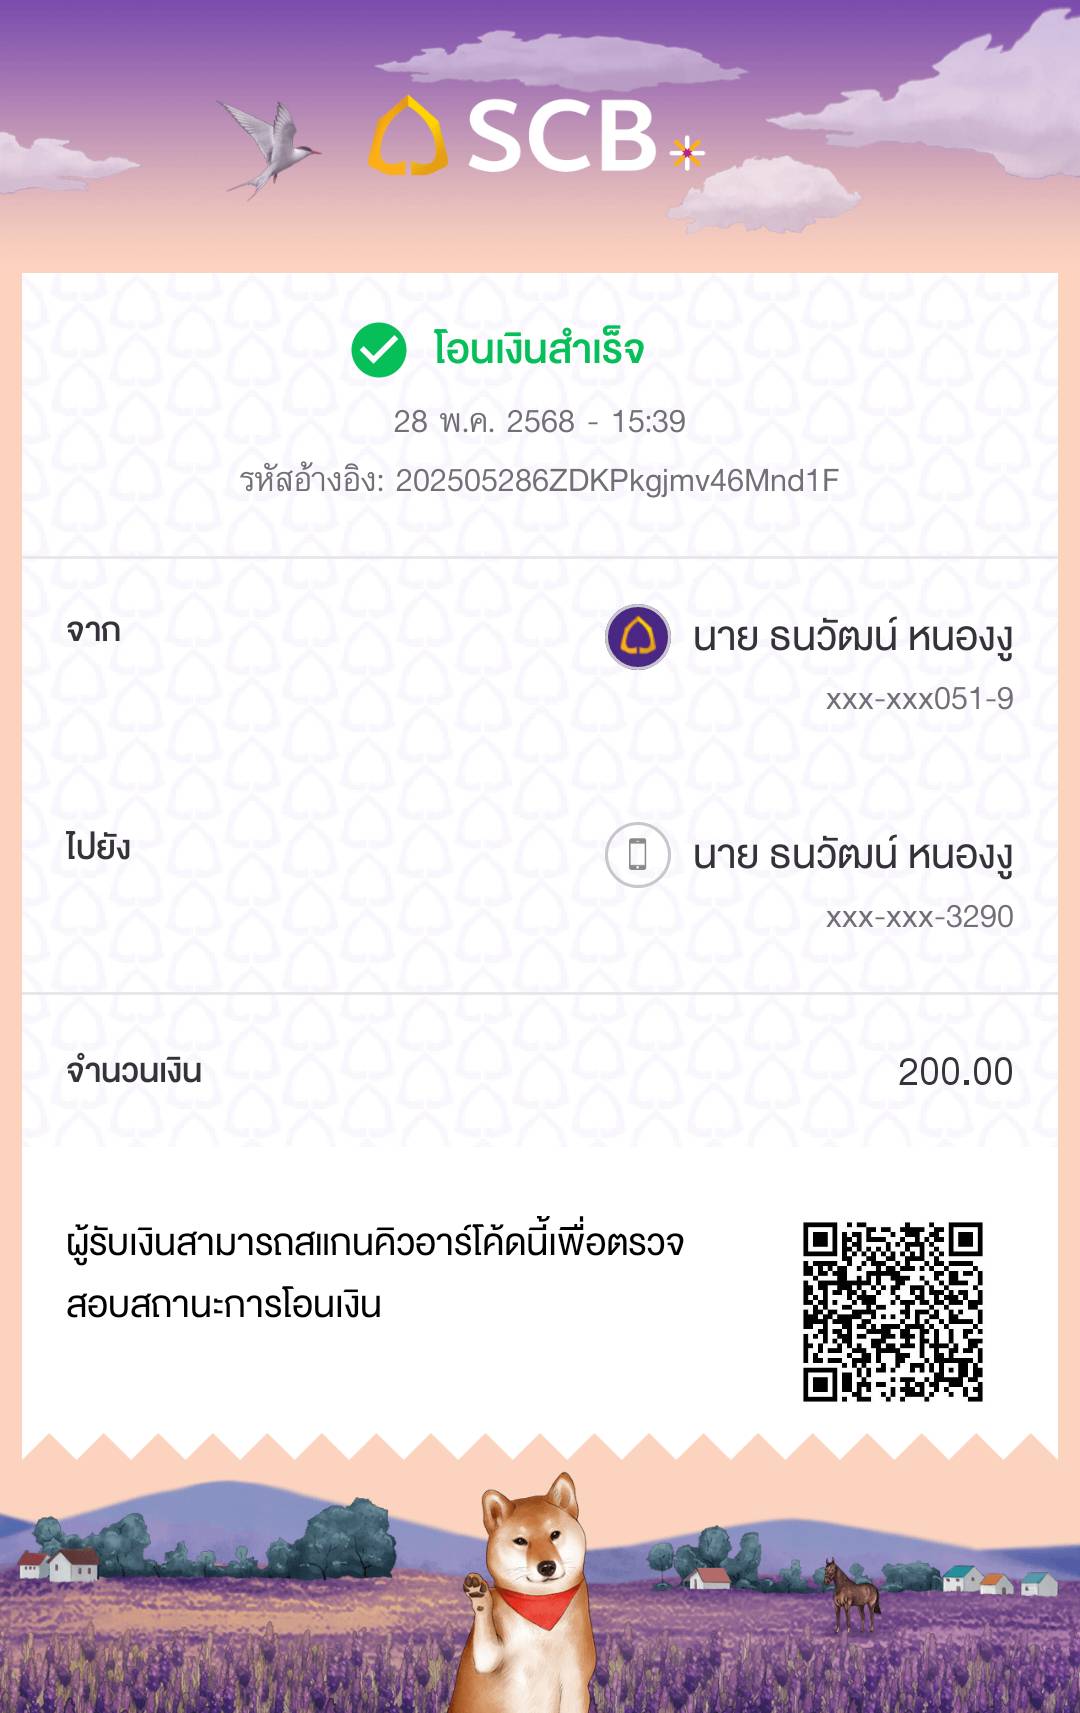 SCB
โอนเงินสำเร็จ
28 พ.ค. 2568 - 15:39
รหัสอ้างอิง: 202505286ZDKPkgjmv46Mnd1F
จาก
นาย ธนวัฒน์ หนองงู
xxx-xxx051-9
ไปยัง
นาย ธนวัฒน์ หนองงู
xxx-xxx-3290
จำนวนเงิน
200.00
ผู้รับเงินสามารถสแกนคิวอาร์โค้ดนี้เพื่อตรวจ
สอบสถานะการโอนเงิน